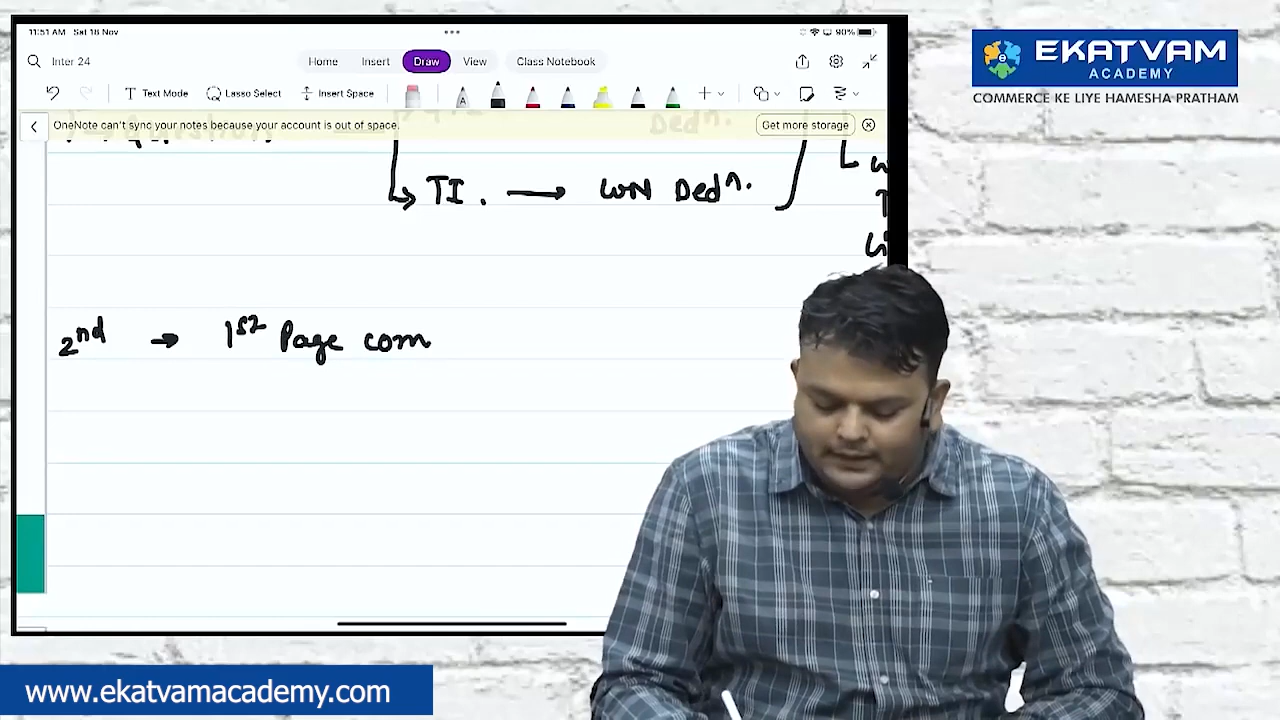 11:51 AM Sat 18 Nov
90%
Inter 24
Home Insert Draw View Class Notebook
Text Mode Lasso Select Insert Space
OneNote can't sync your notes because your account is out of space.
Get more storage
Dedⁿ.
TI. → WN Dedⁿ.
2nd → 1st Page com
EKATVAM
ACADEMY
COMMERCE KE LIYE HAMESHA PRATHAM
www.ekatvamacademy.com